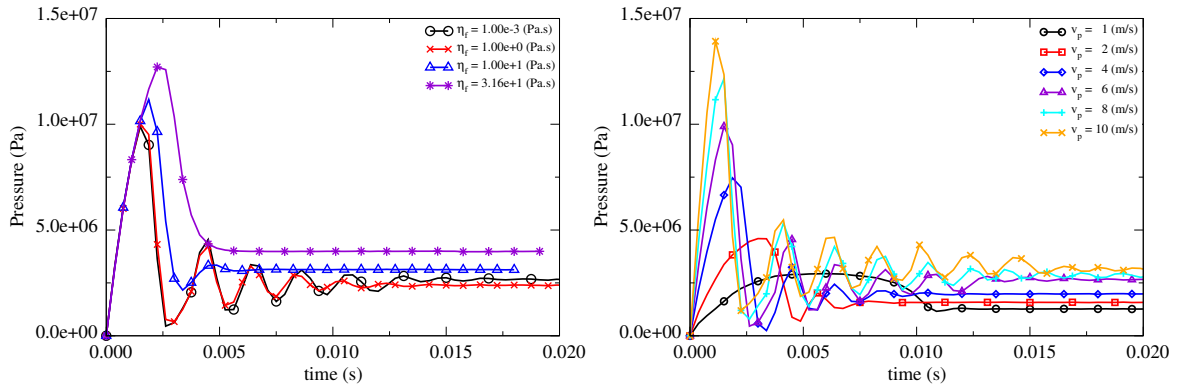 1.5e+07
1.0e+07
5.0e+06
0.0e+00
Pressure (Pa)
0.000
0.005
0.010
0.015
0.020
time (s)
η_f = 1.00e-3 (Pa.s)
η_f = 1.00e+0 (Pa.s)
η_f = 1.00e+1 (Pa.s)
η_f = 3.16e+1 (Pa.s)
1.5e+07
1.0e+07
5.0e+06
0.0e+00
Pressure (Pa)
0.000
0.005
0.010
0.015
0.020
time (s)
v_p = 1 (m/s)
v_p = 2 (m/s)
v_p = 4 (m/s)
v_p = 6 (m/s)
v_p = 8 (m/s)
v_p = 10 (m/s)